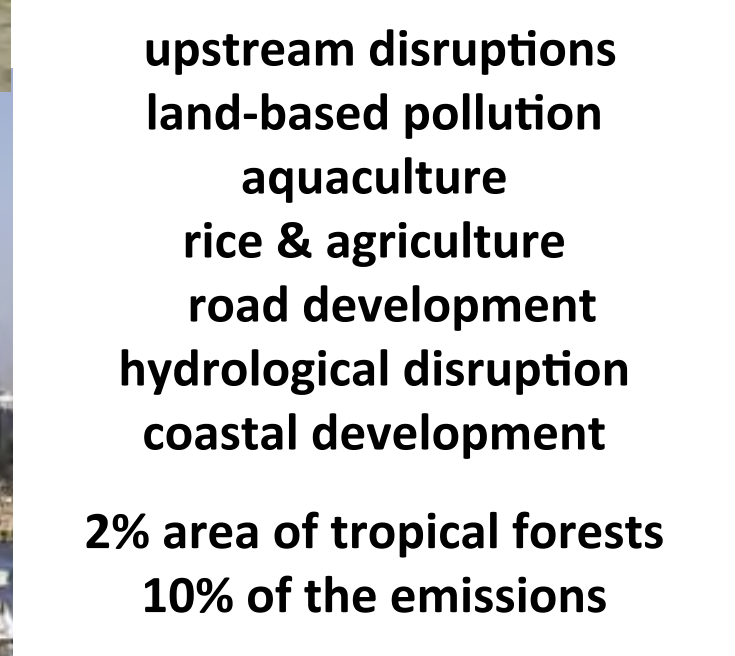 upstream disruptions
land-based pollution
aquaculture
rice & agriculture
road development
hydrological disruption
coastal development
2% area of tropical forests
10% of the emissions